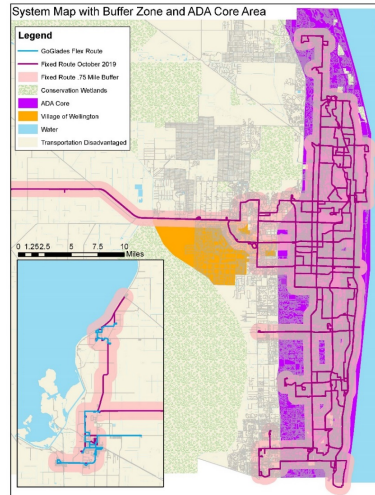 System Map with Buffer Zone and ADA Core Area
Legend
GoGlades Flex Route
Fixed Route October 2019
Fixed Route .75 Mile Buffer
Conservation Wetlands
ADA Core
Village of Wellington
Water
Transportation Disadvantaged
0 1.25 2.5 5 7.5 10
Miles